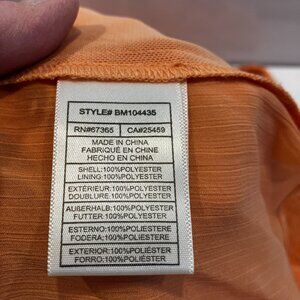 STYLE# BM104435
RN#67365 CA#25459
MADE IN CHINA
FABRIQUÉ EN CHINE
HECHO EN CHINA
SHELL:100%POLYESTER
LINING:100%POLYESTER
EXTÉRIEUR:100%POLYESTER
DOUBLURE:100%POLYESTER
AUßERHALB:100%POLYESTER
FUTTER:100%POLYESTER
ESTERNO:100%POLIESTERE
FODERA:100%POLIESTERE
EXTERIOR:100%POLIÉSTER
FORRO:100%POLIÉSTER